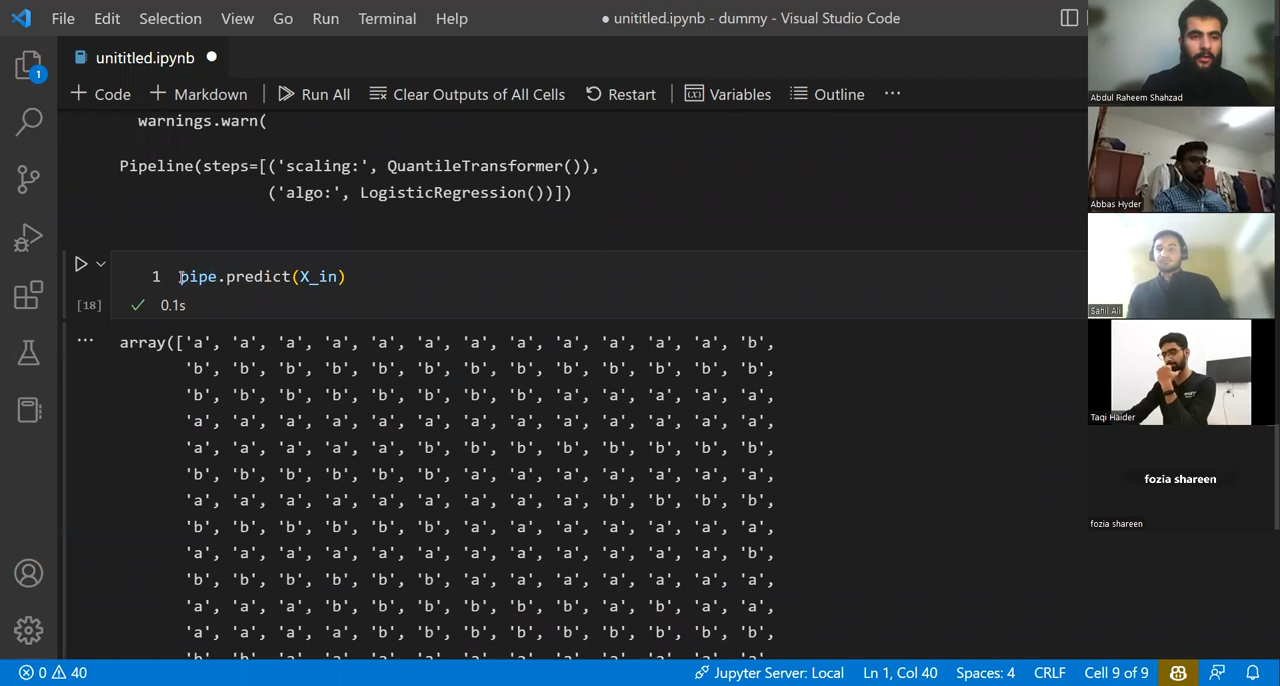 File Edit Selection View Go Run Terminal Help ● unititled.ipynb - dummy - Visual Studio Code
unititled.ipynb ●
1
+ Code + Markdown Run All Clear Outputs of All Cells Restart Variables Outline ···
warnings.warn(
Pipeline(steps=[('scaling:', QuantileTransformer()),
('algo:', LogisticRegression())])
1 pipe.predict(X_in)
[18] ✓ 0.1s
··· array(['a', 'a', 'a', 'a', 'a', 'a', 'a', 'a', 'a', 'a', 'a', 'a', 'b',
'b', 'b', 'b', 'b', 'b', 'b', 'b', 'b', 'b', 'b', 'b', 'b', 'b',
'b', 'b', 'b', 'b', 'b', 'b', 'b', 'b', 'a', 'a', 'a', 'a', 'a',
'a', 'a', 'a', 'a', 'a', 'a', 'a', 'a', 'a', 'a', 'a', 'a', 'a',
'a', 'a', 'a', 'a', 'a', 'b', 'b', 'b', 'b', 'b', 'b', 'b', 'b',
'b', 'b', 'b', 'b', 'b', 'b', 'a', 'a', 'a', 'a', 'a', 'a', 'a',
'a', 'a', 'a', 'a', 'a', 'a', 'a', 'a', 'a', 'b', 'b', 'b', 'b',
'b', 'b', 'b', 'b', 'b', 'b', 'a', 'a', 'a', 'a', 'a', 'a', 'a',
'a', 'a', 'a', 'a', 'a', 'a', 'a', 'a', 'a', 'a', 'a', 'a', 'b',
'b', 'b', 'b', 'b', 'b', 'b', 'a', 'a', 'a', 'a', 'a', 'a', 'a',
'a', 'a', 'a', 'b', 'b', 'b', 'b', 'b', 'b', 'a', 'b', 'a', 'a',
'a', 'a', 'a', 'a', 'b', 'b', 'b', 'b', 'b', 'b', 'b', 'b', 'b',
Abdul Raheem Shahzad
Abbas Hyder
Sahil Ali
Taqi Haider
fozia shareen
fozia shareen
0 40 Jupyter Server: Local Ln 1, Col 40 Spaces: 4 CRLF Cell 9 of 9